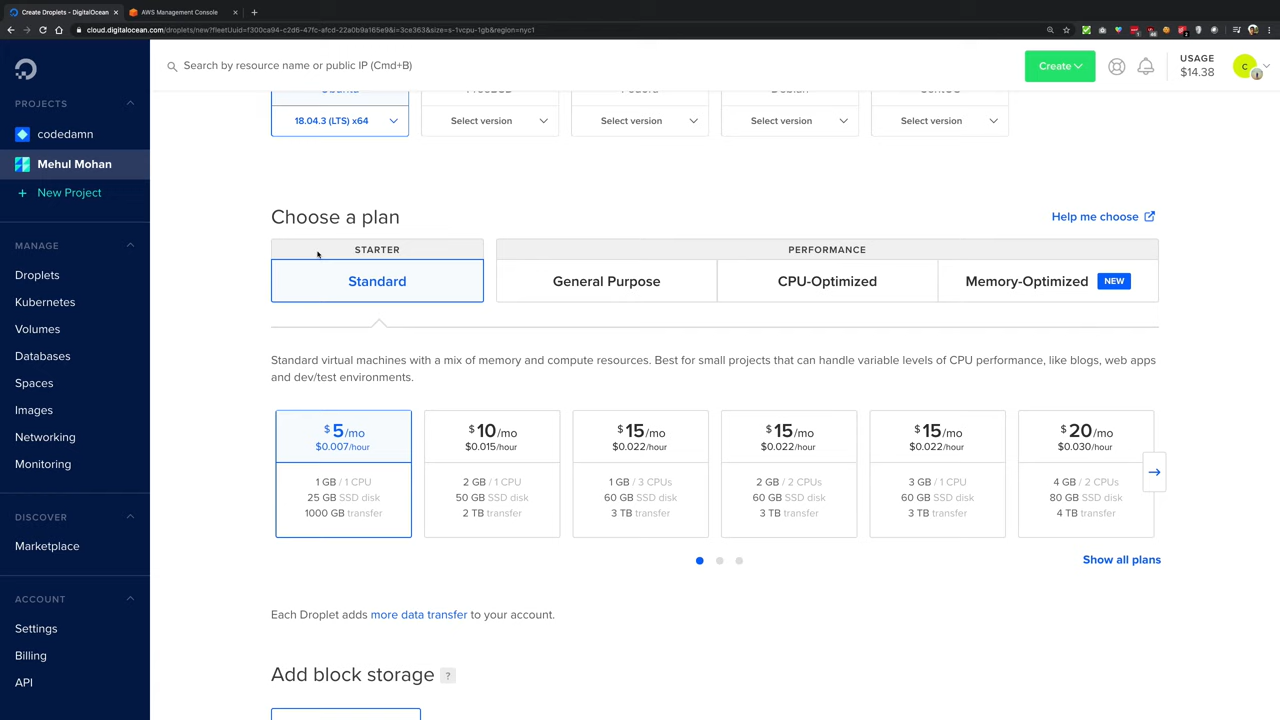 Create Droplets - DigitalOcean
AWS Management Console
cloud.digitalocean.com/droplets/new?fleetUuid=f300ca94-c2d6-47fc-afcd-22a0b9a165e9&i=3ce363&size=s-1vcpu-1gb&region=nyc1
Search by resource name or public IP (Cmd+B)
Create
USAGE
$14.38
C
PROJECTS
codedamn
Mehul Mohan
+ New Project
MANAGE
Droplets
Kubernetes
Volumes
Databases
Spaces
Images
Networking
Monitoring
DISCOVER
Marketplace
ACCOUNT
Settings
Billing
API
Ubuntu
FreeBSD
Fedora
Debian
CentOS
18.04.3 (LTS) x64
Select version
Select version
Select version
Select version
Choose a plan
Help me choose
STARTER
PERFORMANCE
Standard
General Purpose
CPU-Optimized
Memory-Optimized NEW
Standard virtual machines with a mix of memory and compute resources. Best for small projects that can handle variable levels of CPU performance, like blogs, web apps
and dev/test environments.
$5/mo
$0.007/hour
1 GB / 1 CPU
25 GB SSD disk
1000 GB transfer
$10/mo
$0.015/hour
2 GB / 1 CPU
50 GB SSD disk
2 TB transfer
$15/mo
$0.022/hour
1 GB / 3 CPUs
60 GB SSD disk
3 TB transfer
$15/mo
$0.022/hour
2 GB / 2 CPUs
60 GB SSD disk
3 TB transfer
$15/mo
$0.022/hour
3 GB / 1 CPU
60 GB SSD disk
3 TB transfer
$20/mo
$0.030/hour
4 GB / 2 CPUs
80 GB SSD disk
4 TB transfer
Show all plans
Each Droplet adds more data transfer to your account.
Add block storage ?